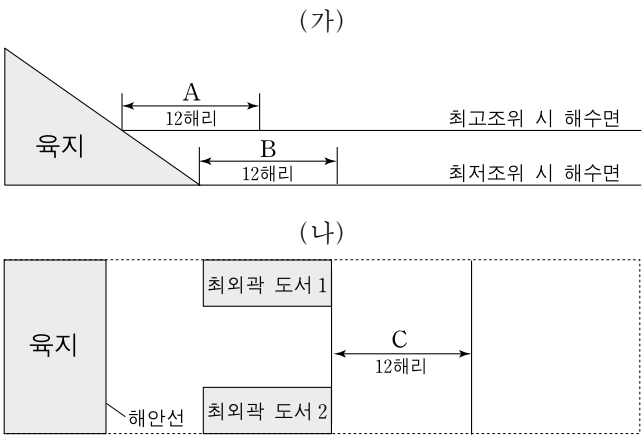 (가)
A
12해리
최고조위 시 해수면
육지
B
12해리
최저조위 시 해수면
(나)
최외곽 도서 1
육지
C
12해리
최외곽 도서 2
해안선